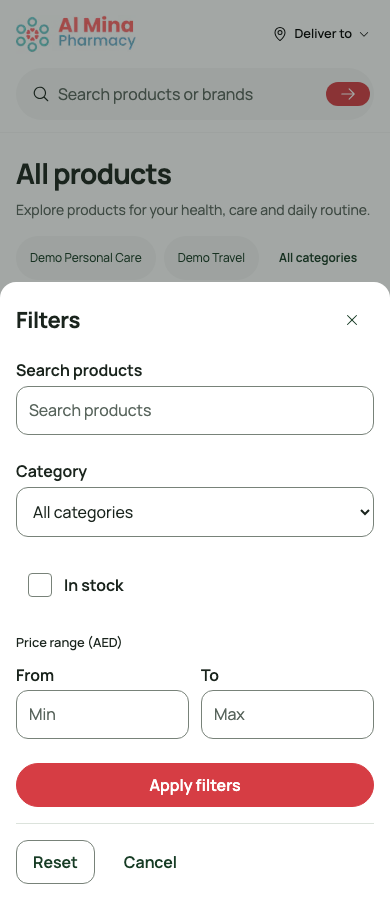 Al Mina
Pharmacy
Deliver to
Search products or brands
All products
Explore products for your health, care and daily routine.
Demo Personal Care
Demo Travel
All categories
Filters
Search products
Search products
Category
All categories
In stock
Price range (AED)
From
To
Min
Max
Apply filters
Reset
Cancel